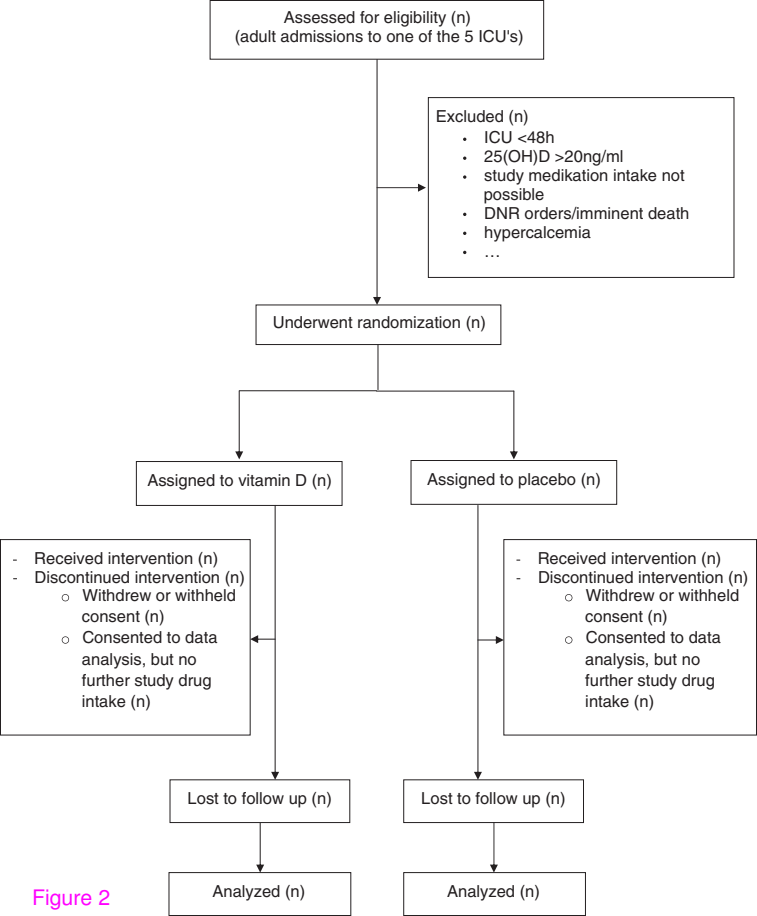 Assessed for eligibility (n)
(adult admissions to one of the 5 ICU's)
Excluded (n)
• ICU <48h
• 25(OH)D >20ng/ml
• study medikation intake not
possible
• DNR orders/imminent death
• hypercalcemia
• …
Underwent randomization (n)
Assigned to vitamin D (n)
Assigned to placebo (n)
- Received intervention (n)
- Discontinued intervention (n)
○ Withdrew or withheld
consent (n)
○ Consented to data
analysis, but no
further study drug
intake (n)
- Received intervention (n)
- Discontinued intervention (n)
○ Withdrew or withheld
consent (n)
○ Consented to data
analysis, but no
further study drug
intake (n)
Lost to follow up (n)
Lost to follow up (n)
Analyzed (n)
Analyzed (n)
Figure 2